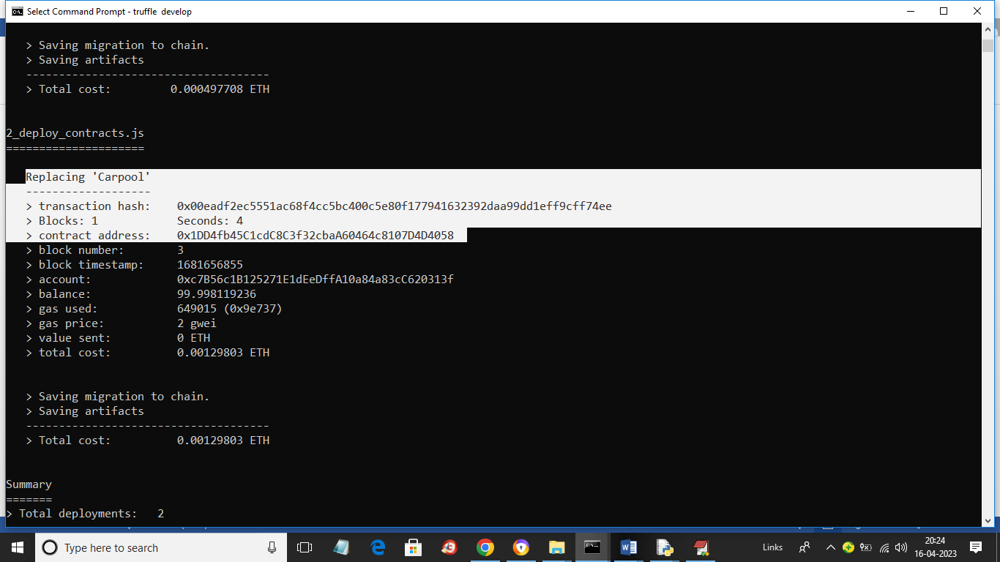 Select Command Prompt - truffle  develop
> Saving migration to chain.
> Saving artifacts
-------------------------------------
> Total cost:         0.000497708 ETH
2_deploy_contracts.js
=====================
Replacing 'Carpool'
-------------------
> transaction hash:    0x00eadf2ec5551ac68f4cc5bc400c5e80f177941632392daa99dd1eff9cff74ee
> Blocks: 1            Seconds: 4
> contract address:    0x1DD4fb45C1cdC8C3f32cbaA60464c8107D4D4058
> block number:        3
> block timestamp:     1681656855
> account:             0xc7B56c1B125271E1dEeDffA10a84a83cC620313f
> balance:             99.998119236
> gas used:            649015 (0x9e737)
> gas price:           2 gwei
> value sent:          0 ETH
> total cost:          0.00129803 ETH
> Saving migration to chain.
> Saving artifacts
-------------------------------------
> Total cost:          0.00129803 ETH
Summary
=======
> Total deployments:   2
Type here to search
Links
20:24
16-04-2023